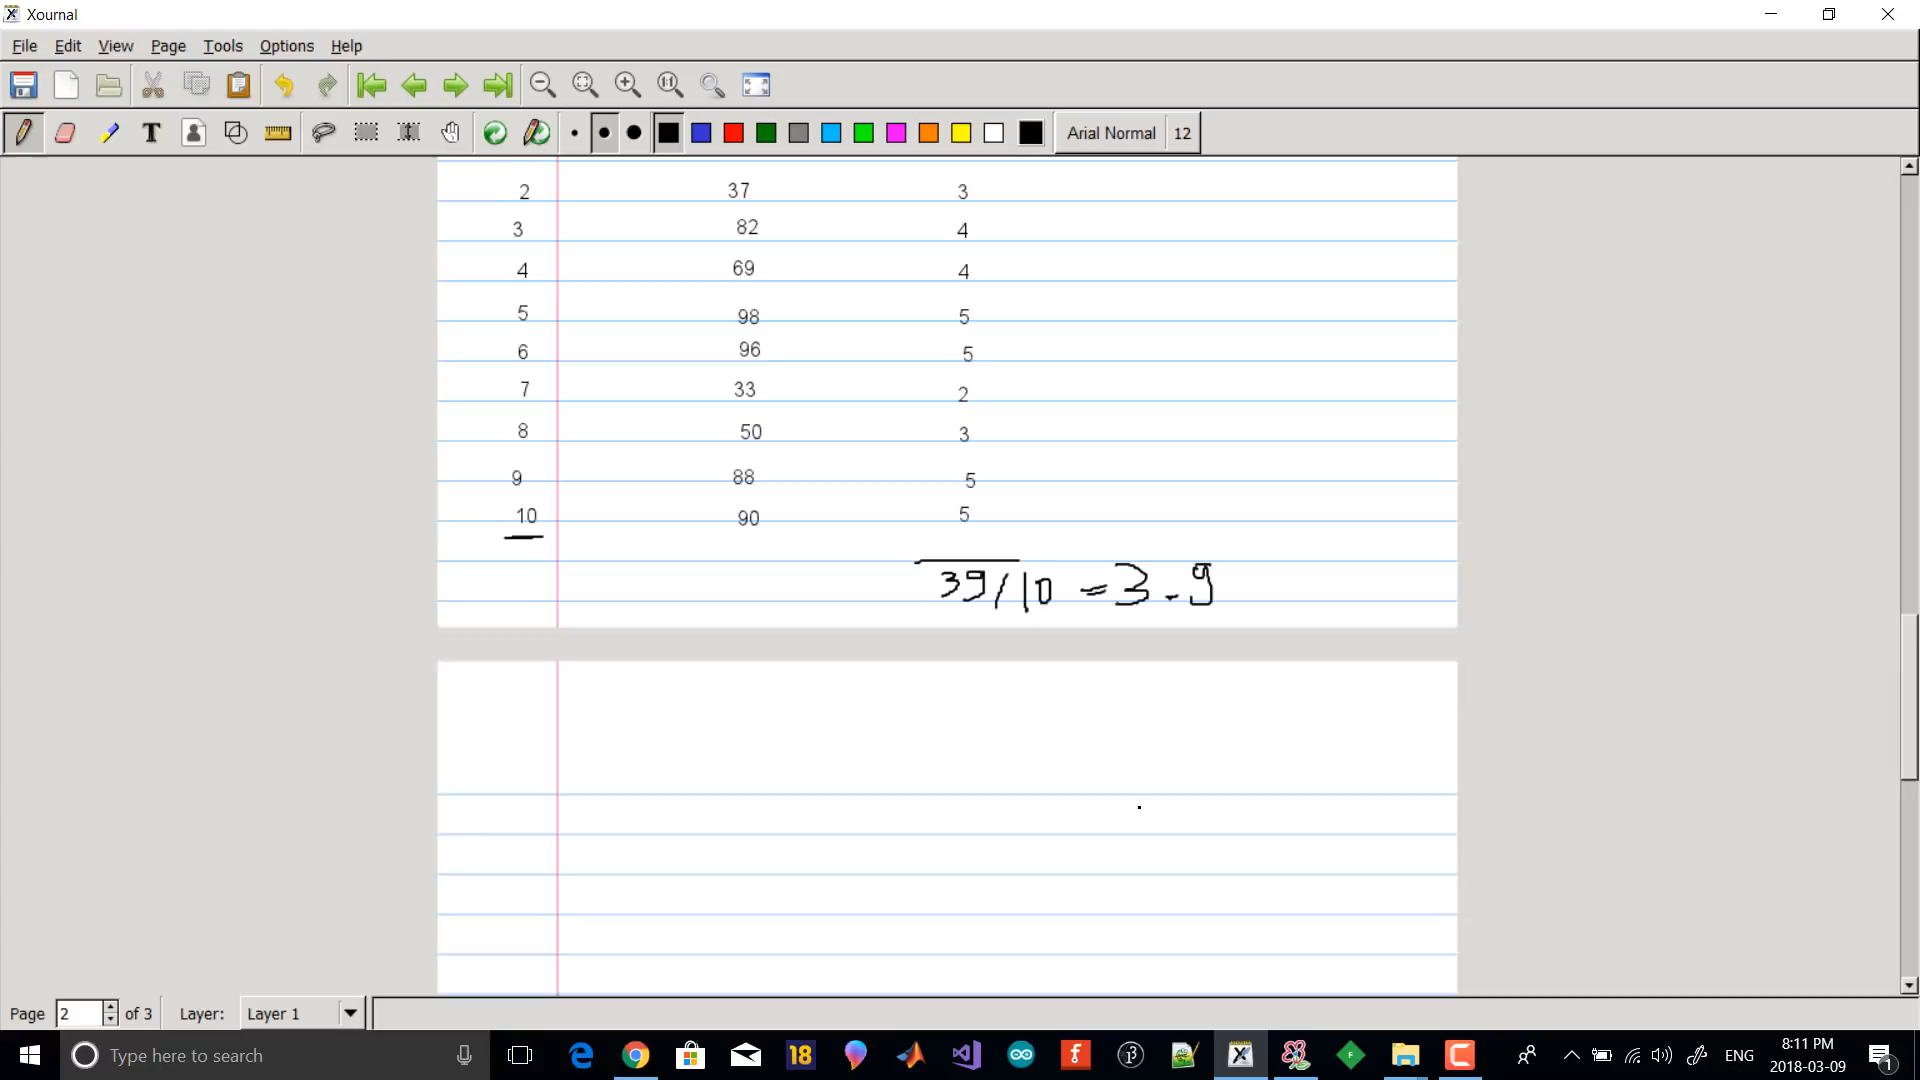 Xournal
File Edit View Page Tools Options Help
T Arial Normal 12
2 37 3
3 82 4
4 69 4
5 98 5
6 96 5
7 33 2
8 50 3
9 88 5
10 90 5
39/10 = 3.9
Page 2 of 3 Layer: Layer 1
Type here to search 18 ENG 8:11 PM
2018-03-09 1